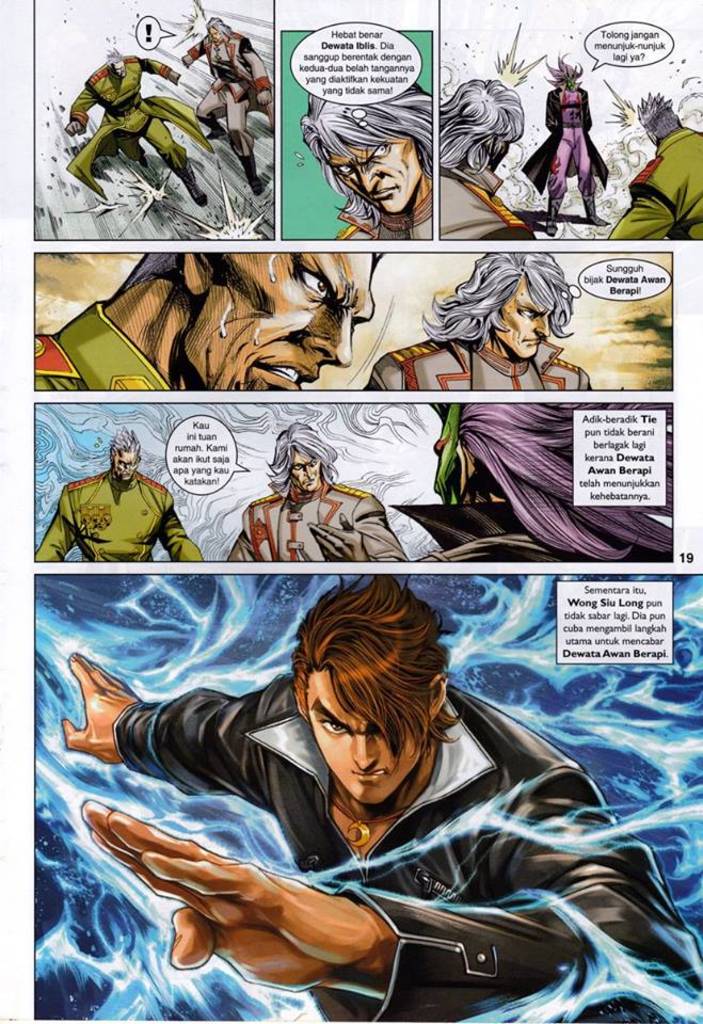 !
Hebat benar
Dewata Iblis. Dia
sanggup berentak dengan
kedua-dua belah tangannya
yang diaktifkan kekuatan
yang tidak sama!
Tolong jangan
menunjuk-nunjuk
lagi ya?
Sungguh
bijak Dewata Awan
Berapi!
Kau
ini tuan
rumah. Kami
akan ikut saja
apa yang kau
katakan!
Adik-beradik Tie
pun tidak berani
berlagak lagi
kerana Dewata
Awan Berapi
telah menunjukkan
kehebatannya.
19
Sementara itu,
Wong Siu Long pun
tidak sabar lagi. Dia pun
cuba mengambil langkah
utama untuk mencabar
Dewata Awan Berapi.